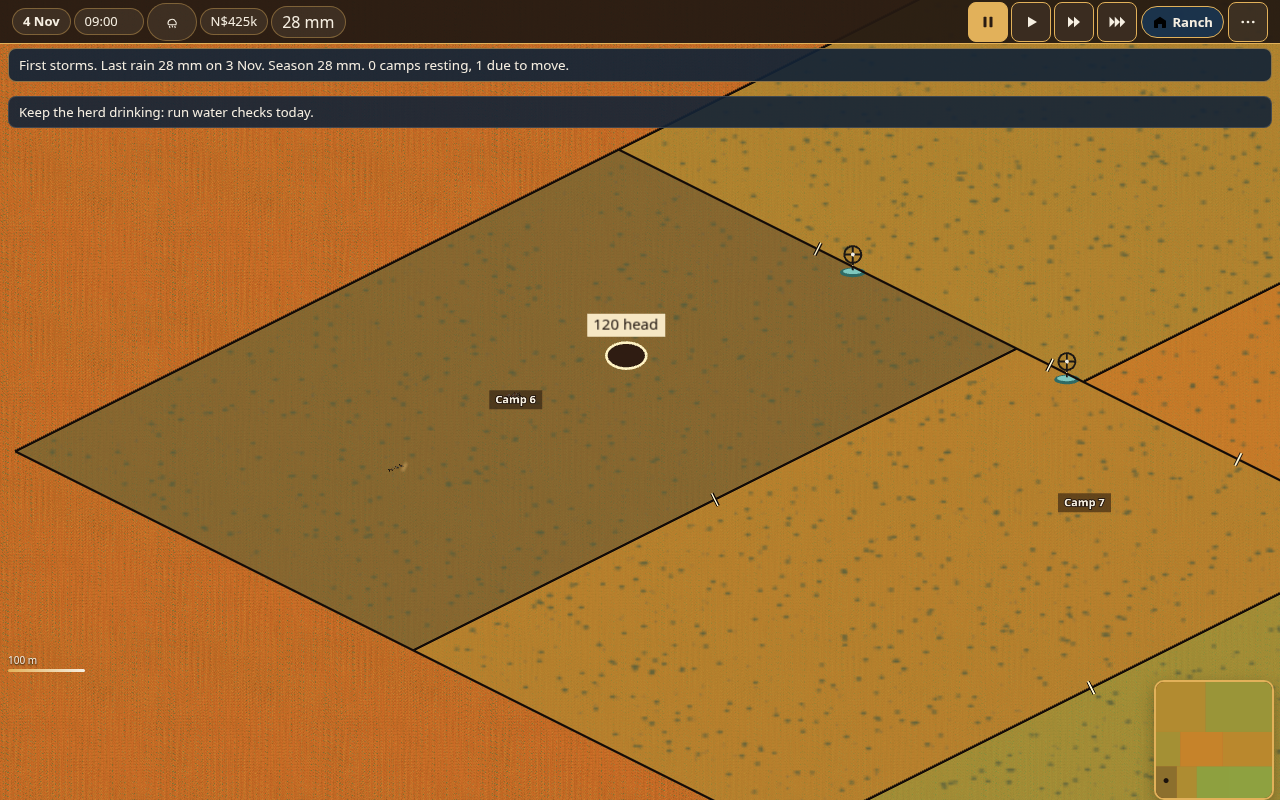 4 Nov
09:00
N$425k
28 mm
Ranch
First storms. Last rain 28 mm on 3 Nov. Season 28 mm. 0 camps resting, 1 due to move.
Keep the herd drinking: run water checks today.
120 head
Camp 6
Camp 7
100 m